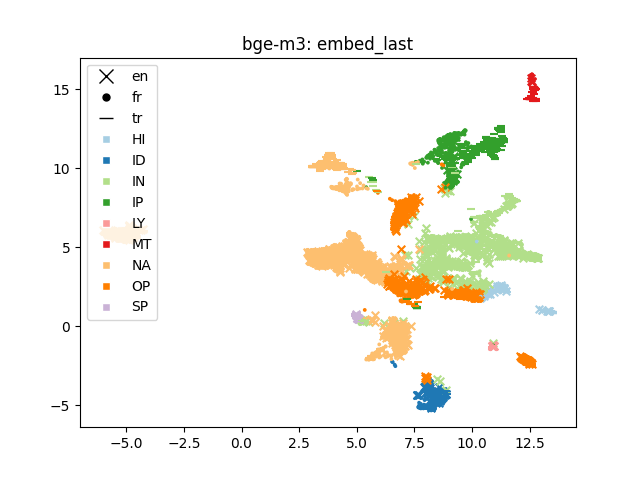 bge-m3: embed_last
en
fr
tr
HI
ID
IN
IP
LY
MT
NA
OP
SP
15
10
5
0
−5
−5.0
−2.5
0.0
2.5
5.0
7.5
10.0
12.5